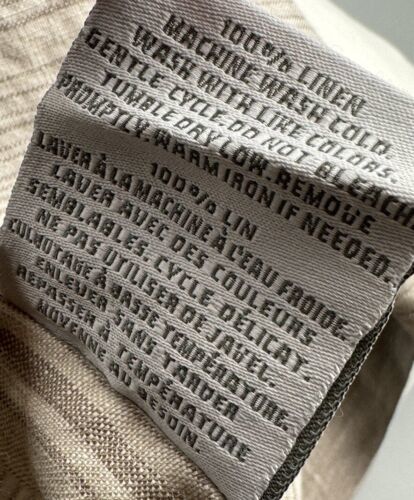 100% LINEN
MACHINE WASH COLD.
WASH WITH LIKE COLORS.
GENTLE CYCLE. DO NOT BLEACH.
TUMBLE DRY LOW. REMOVE
PROMPTLY. WARM IRON IF NEEDED.
100% LIN
LAVER À LA MACHINE À L'EAU FROIDE.
LAVER AVEC DES COULEURS
SEMBLABLES. CYCLE DÉLICAT.
NE PAS UTILISER DE JAVEL.
CULBUTAGE À BASSE TEMPÉRATURE.
ENLEVER SANS TARDER
REPASSER À TEMPÉRATURE
MOYENNE AU BESOIN.